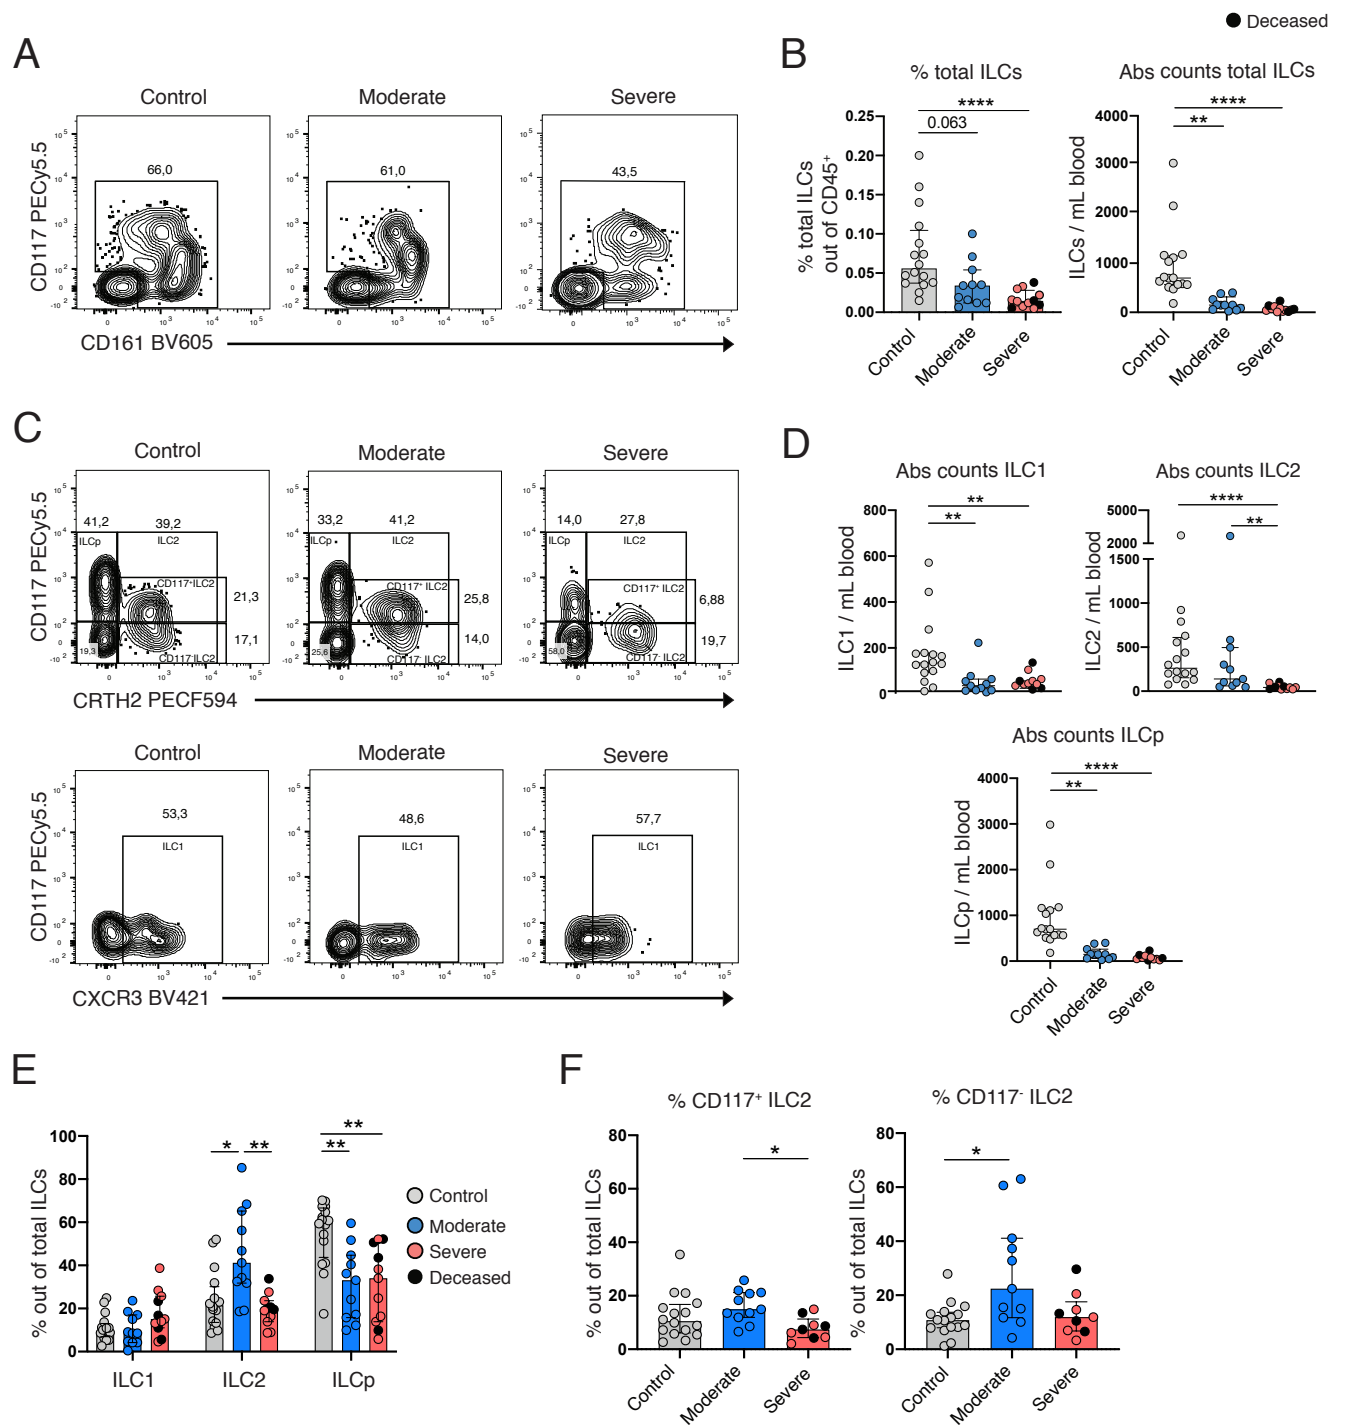 Deceased
A
Control
Moderate
Severe
CD117 PECy5.5
66,0
61,0
43,5
CD161 BV605
B
% total ILCs
% total ILCs
out of CD45+
0.25
0.20
0.15
0.10
0.05
0.00
****
0.063
Control
Moderate
Severe
Abs counts total ILCs
ILCs / mL blood
4000
3000
2000
1000
0
****
**
Control
Moderate
Severe
C
Control
Moderate
Severe
CD117 PECy5.5
41,2
39,2
ILCp
ILC2
CD117+ILC2
21,3
17,1
CD117-ILC2
19,3
33,2
41,2
ILCp
ILC2
CD117+ ILC2
25,8
14,0
CD117- ILC2
25,6
14,0
27,8
ILCp
ILC2
CD117+ ILC2
6,88
19,7
CD117- ILC2
58,0
CRTH2 PECF594
Control
Moderate
Severe
CD117 PECy5.5
53,3
ILC1
48,6
ILC1
57,7
ILC1
CXCR3 BV421
D
Abs counts ILC1
ILC1 / mL blood
800
600
400
200
0
**
**
Abs counts ILC2
ILC2 / mL blood
5000
2000
1500
1000
500
0
****
**
Abs counts ILCp
ILCp / mL blood
4000
3000
2000
1000
0
****
**
Control
Moderate
Severe
E
% out of total ILCs
100
80
60
40
20
0
* **
**
**
ILC1
ILC2
ILCp
Control
Moderate
Severe
Deceased
F
% CD117+ ILC2
% out of total ILCs
80
60
40
20
0
*
Control
Moderate
Severe
% CD117- ILC2
% out of total ILCs
80
60
40
20
0
*
Control
Moderate
Severe